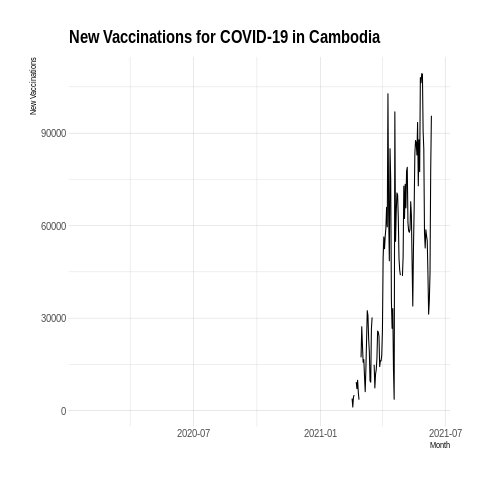 New Vaccinations for COVID-19 in Cambodia
New Vaccinations
90000
60000
30000
0
2020-07
2021-01
2021-07
Month